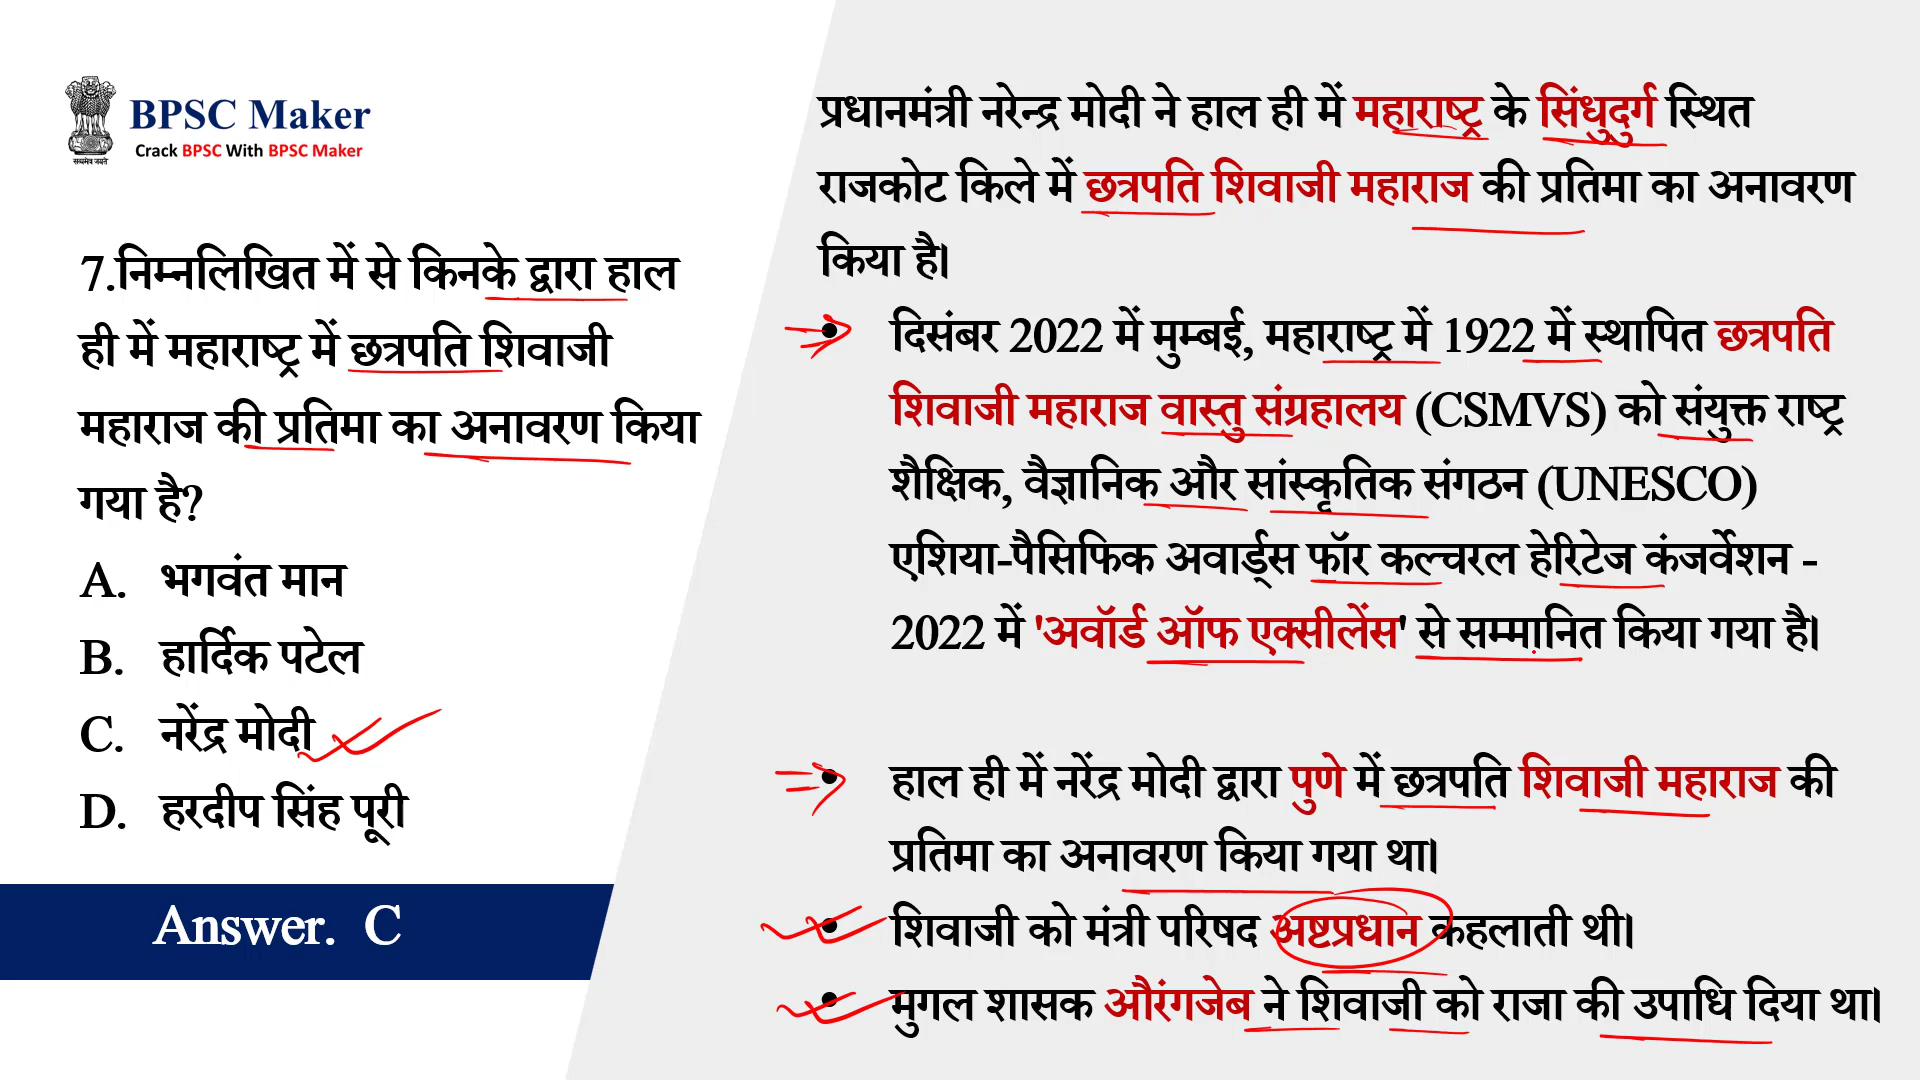 BPSC Maker
Crack BPSC With BPSC Maker
सत्यमेव जयते
7.निम्नलिखित में से किनके द्वारा हाल
ही में महाराष्ट्र में छत्रपति शिवाजी
महाराज की प्रतिमा का अनावरण किया
गया है?
A. भगवंत मान
B. हार्दिक पटेल
C. नरेंद्र मोदी
D. हरदीप सिंह पूरी
Answer. C
प्रधानमंत्री नरेन्द्र मोदी ने हाल ही में महाराष्ट्र के सिंधुदुर्ग स्थित
राजकोट किले में छत्रपति शिवाजी महाराज की प्रतिमा का अनावरण
किया है।
• दिसंबर 2022 में मुम्बई, महाराष्ट्र में 1922 में स्थापित छत्रपति
शिवाजी महाराज वास्तु संग्रहालय (CSMVS) को संयुक्त राष्ट्र
शैक्षिक, वैज्ञानिक और सांस्कृतिक संगठन (UNESCO)
एशिया-पैसिफिक अवार्ड्स फॉर कल्चरल हेरिटेज कंजर्वेशन -
2022 में 'अवॉर्ड ऑफ एक्सीलेंस' से सम्मानित किया गया है।
• हाल ही में नरेंद्र मोदी द्वारा पुणे में छत्रपति शिवाजी महाराज की
प्रतिमा का अनावरण किया गया था।
• शिवाजी को मंत्री परिषद अष्टप्रधान कहलाती थी।
• मुगल शासक औरंगजेब ने शिवाजी को राजा की उपाधि दिया था।